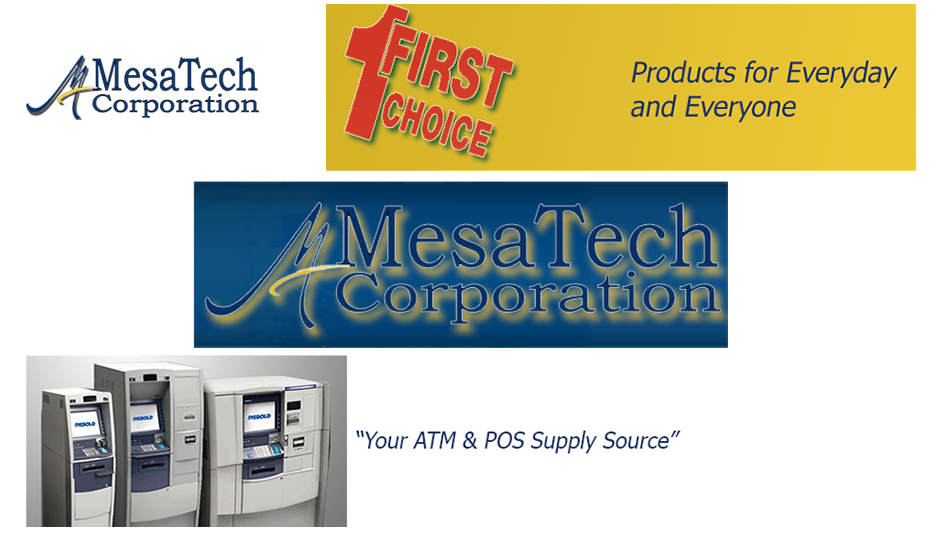 MesaTech
Corporation
1 FIRST
CHOICE
Products for Everyday
and Everyone
MesaTech
Corporation
DIEBOLD
DIEBOLD
DIEBOLD
“Your ATM & POS Supply Source”